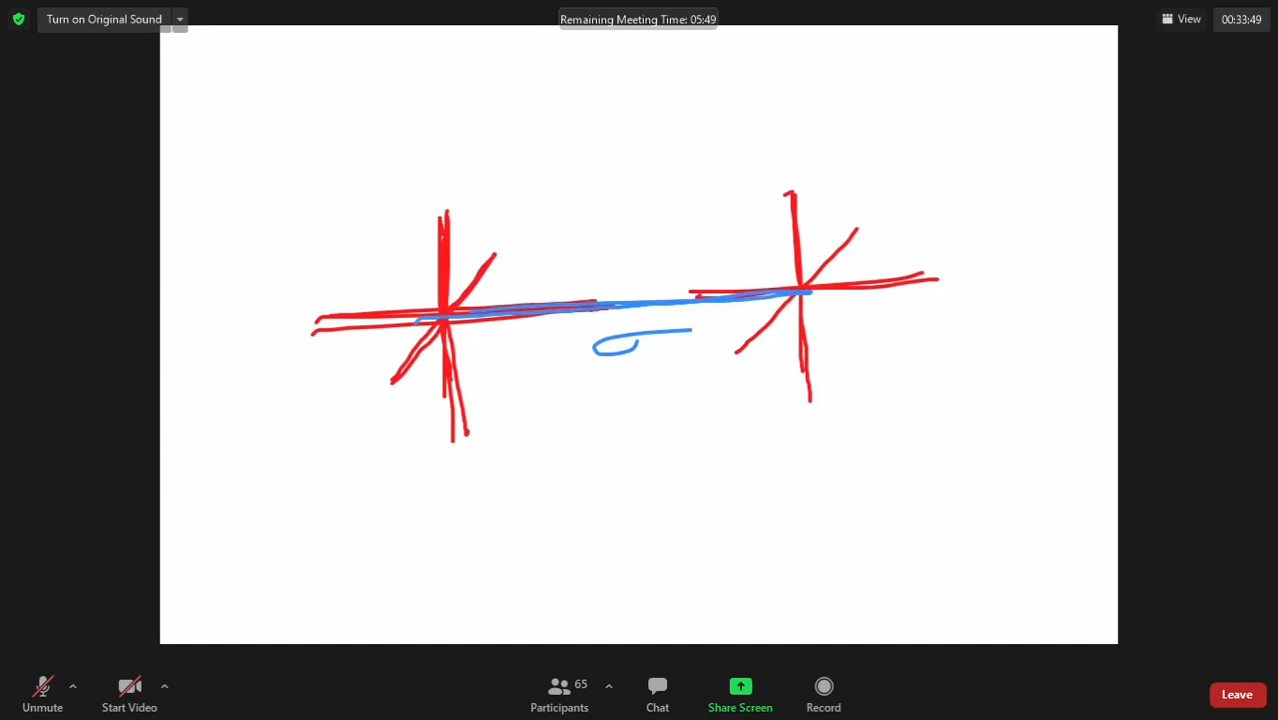 Turn on Original Sound
Remaining Meeting Time: 05:49
View
00:33:49
σ
Unmute
Start Video
65
Participants
Chat
Share Screen
Record
Leave